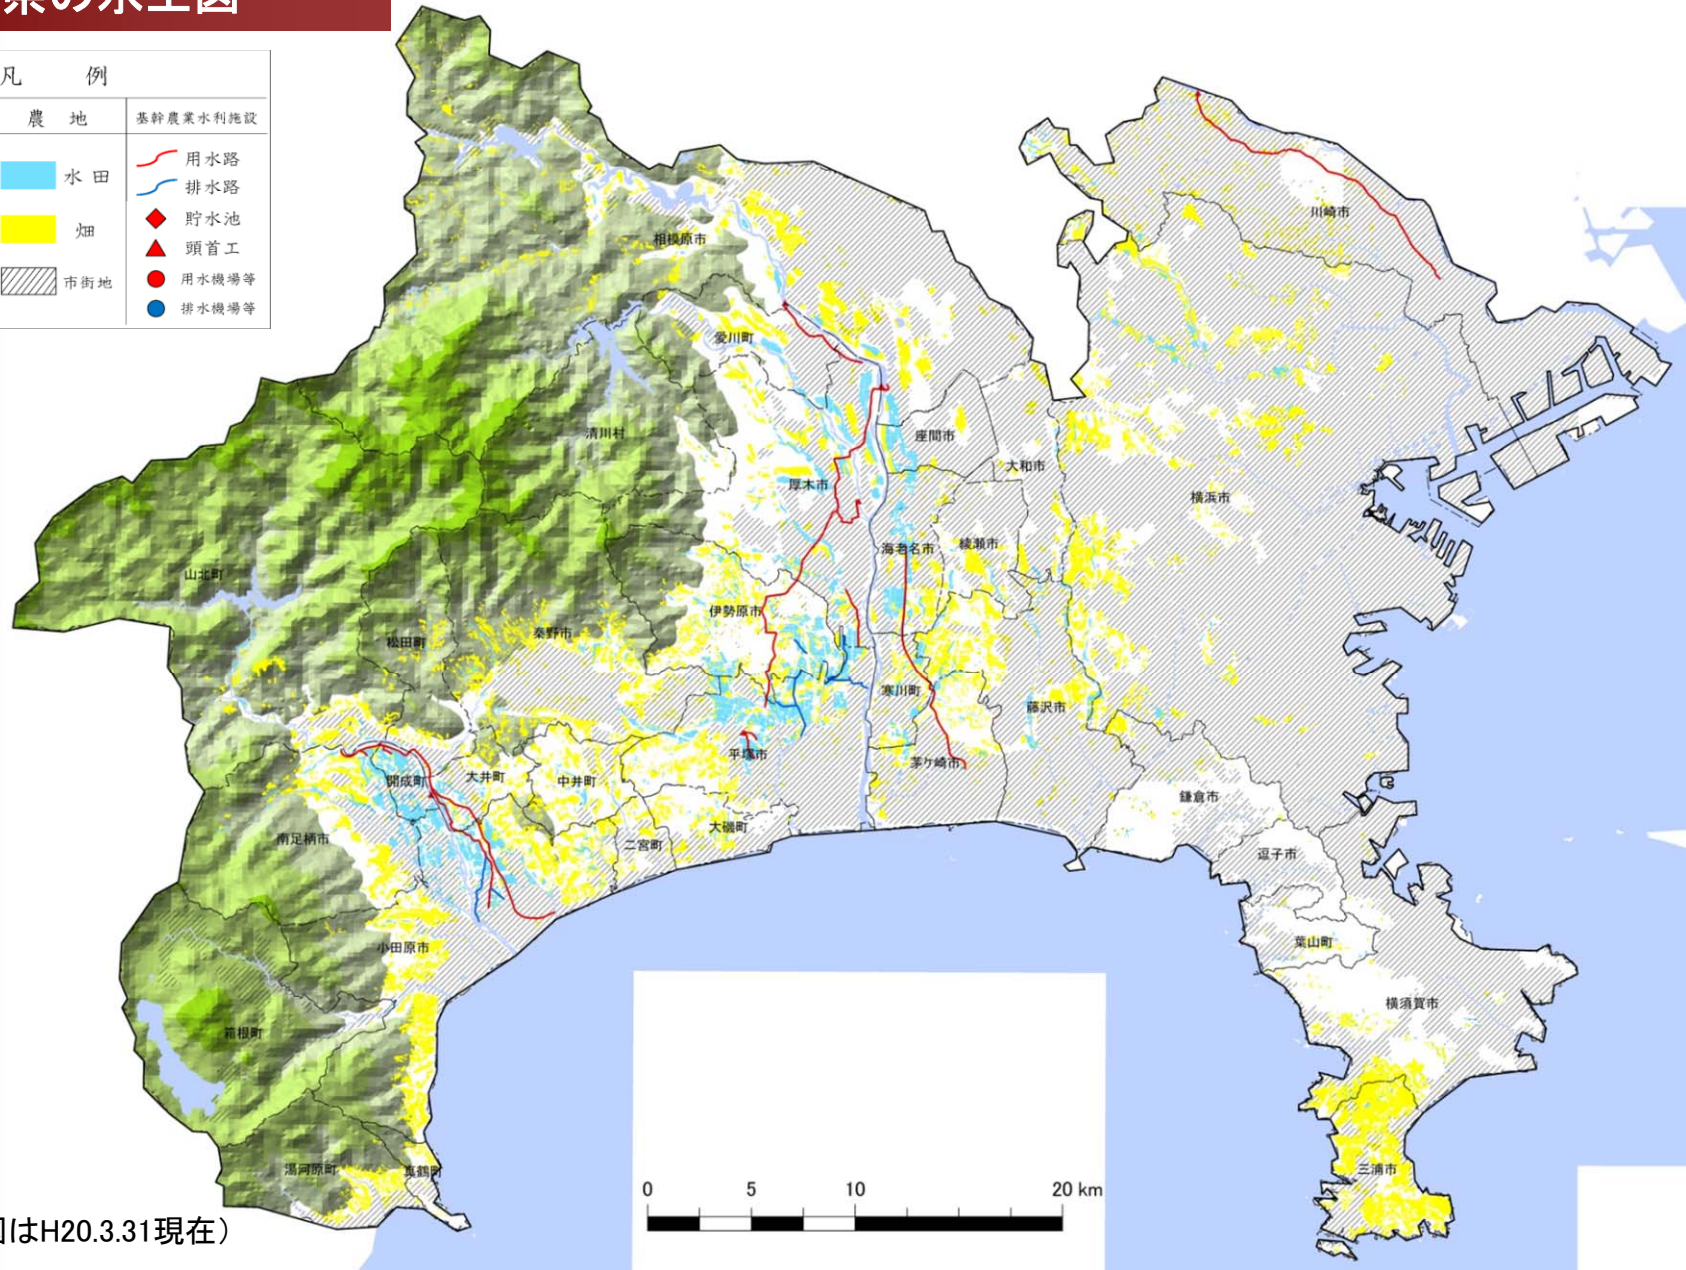 業の水土図
凡 例
農 地
基幹農業水利施設
水 田
畑
市街地
用水路
排水路
貯水池
頭首工
用水機場等
排水機場等
川崎市
相模原市
愛川町
清川村
座間市
大和市
厚木市
横浜市
海老名市
綾瀬市
山北町
伊勢原市
秦野市
松田町
寒川町
藤沢市
平塚市
茅ケ崎市
開成町
大井町
中井町
鎌倉市
大磯町
南足柄市
二宮町
逗子市
葉山町
小田原市
横須賀市
箱根町
湯河原町
真鶴町
三浦市
0 5 10 20 km
図はH20.3.31現在）